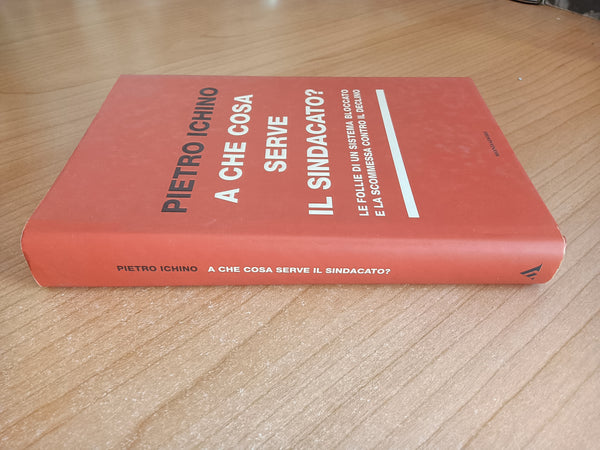 PIETRO ICHINO
A CHE COSA
SERVE
IL SINDACATO?
LE FOLLIE DI UN SISTEMA BLOCCATO
E LA SCOMMESSA CONTRO IL DECLINO
MONDADORI
PIETRO ICHINO A CHE COSA SERVE IL SINDACATO?